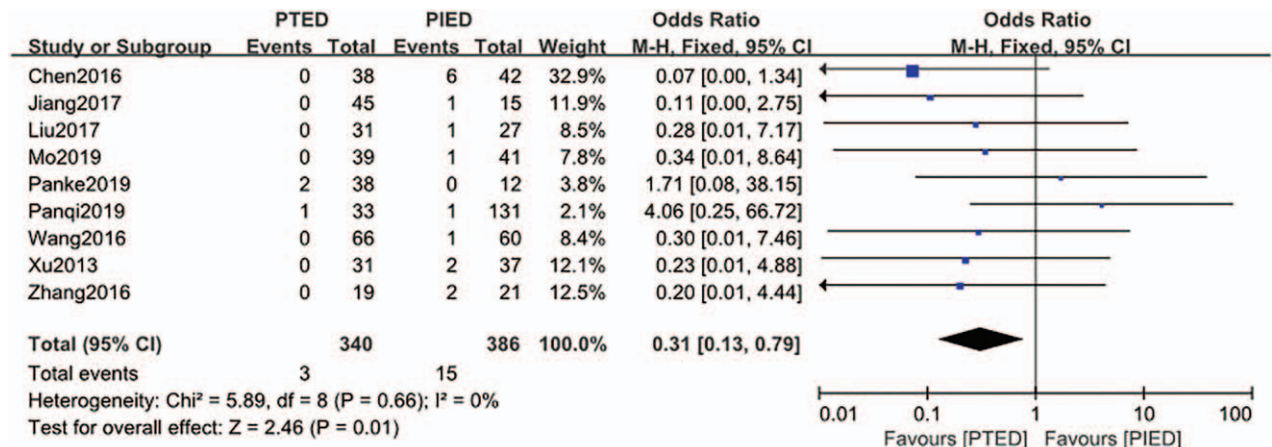 PTED PIED Odds Ratio Odds Ratio
Study or Subgroup Events Total Events Total Weight M-H, Fixed, 95% CI M-H, Fixed, 95% CI
Chen2016 0 38 6 42 32.9% 0.07 [0.00, 1.34]
Jiang2017 0 45 1 15 11.9% 0.11 [0.00, 2.75]
Liu2017 0 31 1 27 8.5% 0.28 [0.01, 7.17]
Mo2019 0 39 1 41 7.8% 0.34 [0.01, 8.64]
Panke2019 2 38 0 12 3.8% 1.71 [0.08, 38.15]
Panqi2019 1 33 1 131 2.1% 4.06 [0.25, 66.72]
Wang2016 0 66 1 60 8.4% 0.30 [0.01, 7.46]
Xu2013 0 31 2 37 12.1% 0.23 [0.01, 4.88]
Zhang2016 0 19 2 21 12.5% 0.20 [0.01, 4.44]
Total (95% CI) 340 386 100.0% 0.31 [0.13, 0.79]
Total events 3 15
Heterogeneity: Chi² = 5.89, df = 8 (P = 0.66); I² = 0%
Test for overall effect: Z = 2.46 (P = 0.01)
0.01 0.1 1 10 100
Favours [PTED] Favours [PIED]